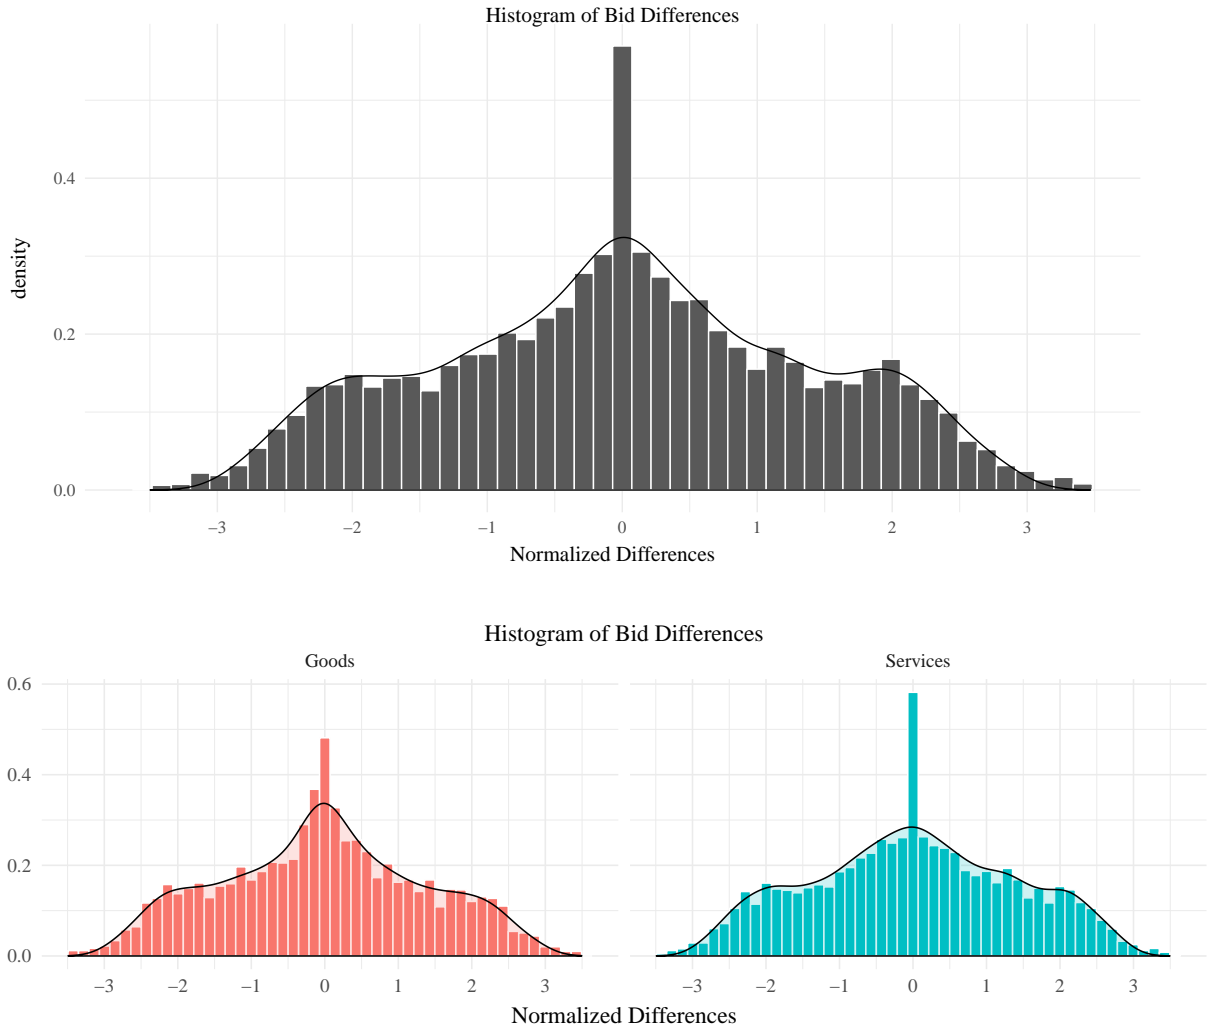 Histogram of Bid Differences
density
0.4
0.2
0.0
–3 –2 –1 0 1 2 3
Normalized Differences
Histogram of Bid Differences
Goods Services
0.6
0.4
0.2
0.0
–3 –2 –1 0 1 2 3 –3 –2 –1 0 1 2 3
Normalized Differences